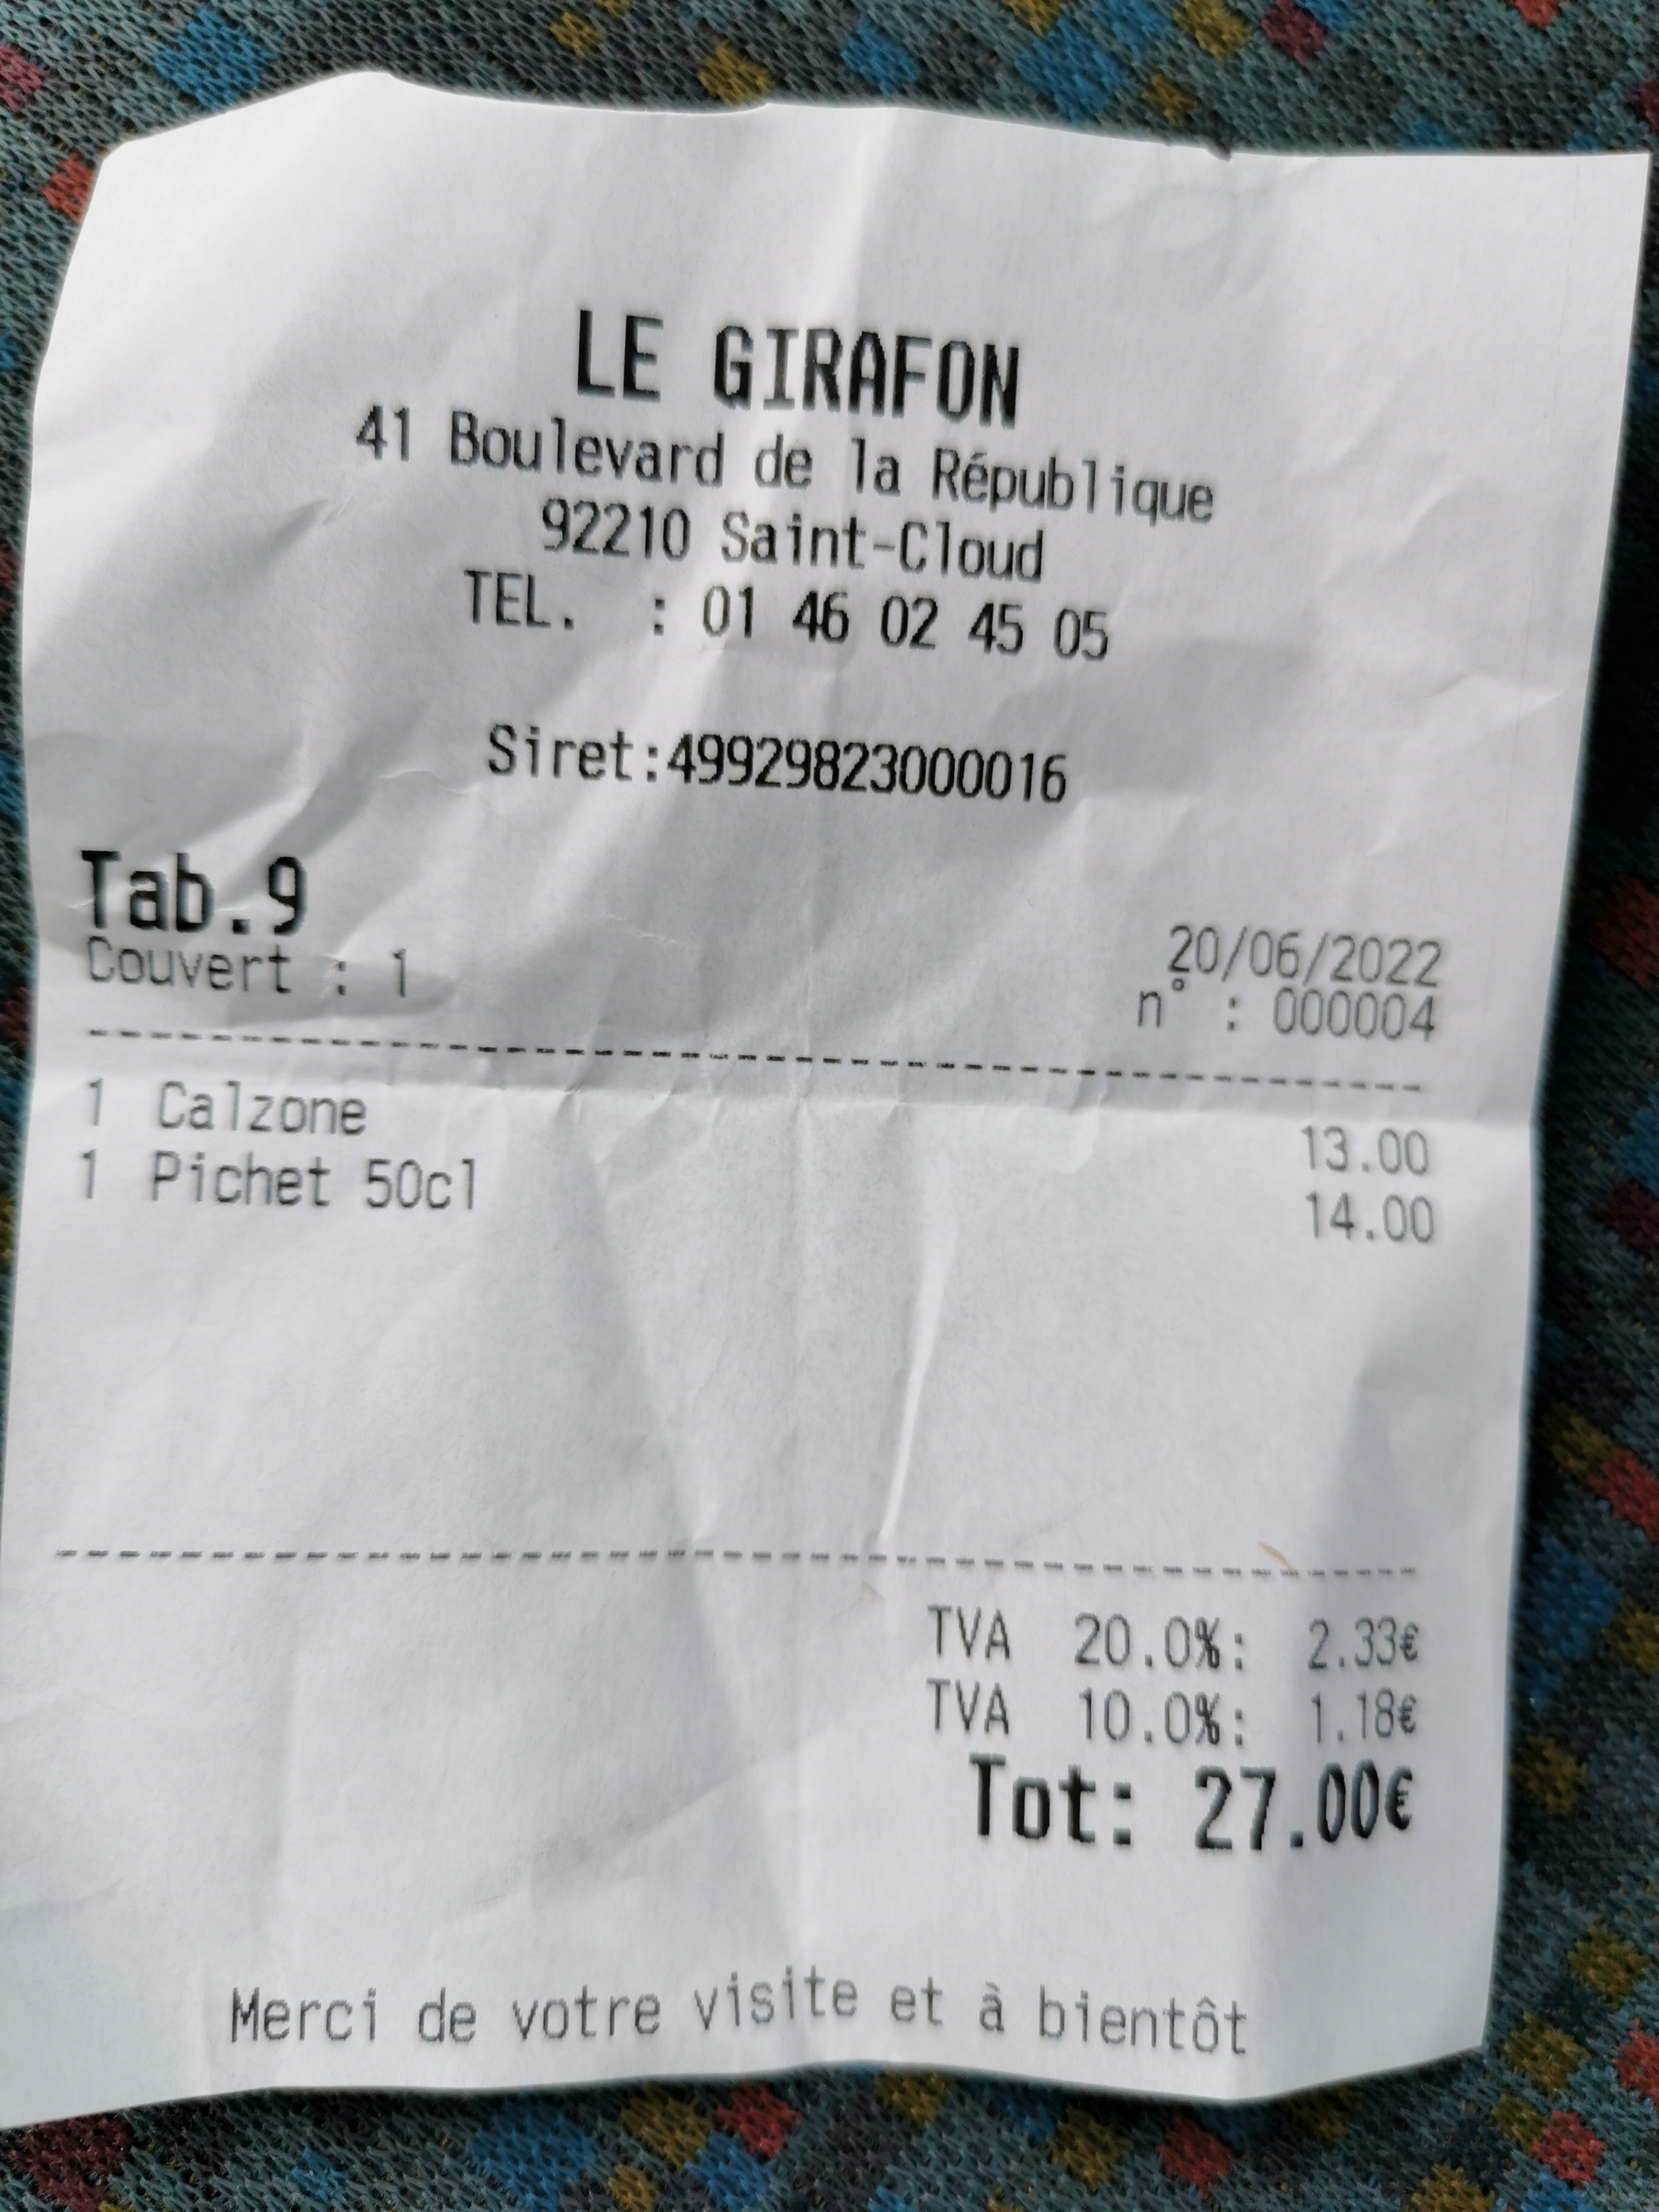 LE GIRAFON
41 Boulevard de la République
92210 Saint-Cloud
TEL. : 01 46 02 45 05
Siret:49929823000016
Tab.9
Couvert : 1
20/06/2022
n° : 000004
1 Calzone 13.00
1 Pichet 50cl 14.00
TVA 20.0%: 2.33€
TVA 10.0%: 1.18€
Tot: 27.00€
Merci de votre visite et à bientôt